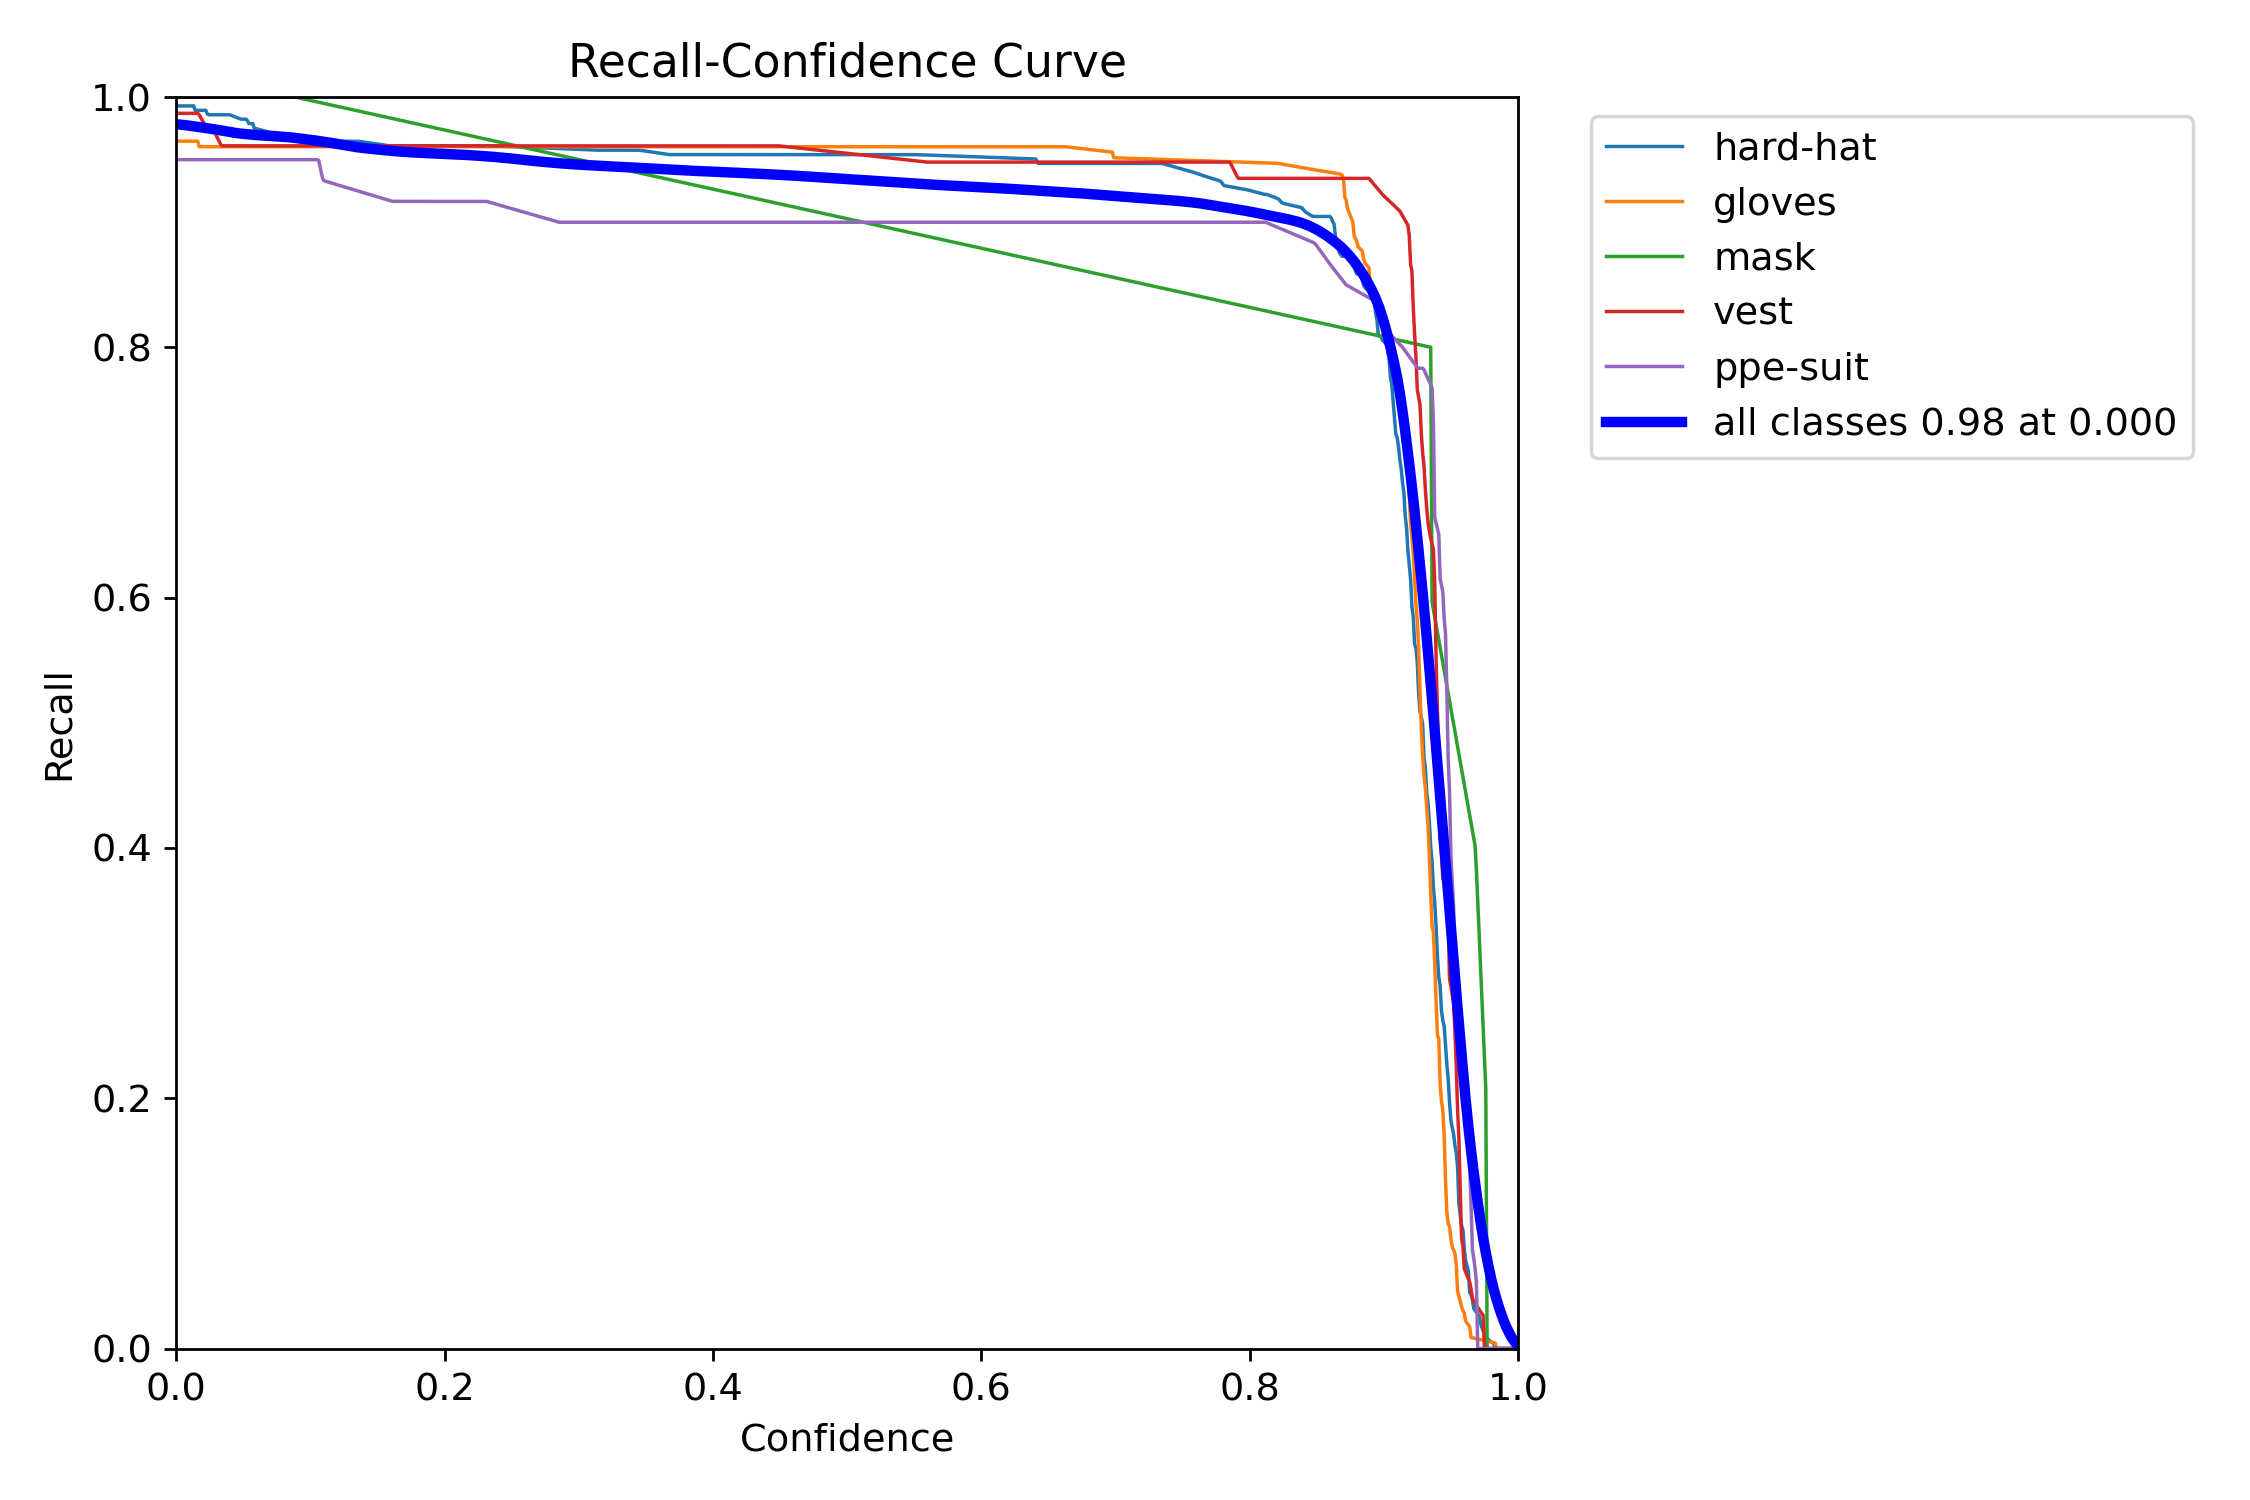 Recall-Confidence Curve
1.0
0.8
0.6
0.4
0.2
0.0
Recall
0.0 0.2 0.4 0.6 0.8 1.0
Confidence
hard-hat
gloves
mask
vest
ppe-suit
all classes 0.98 at 0.000